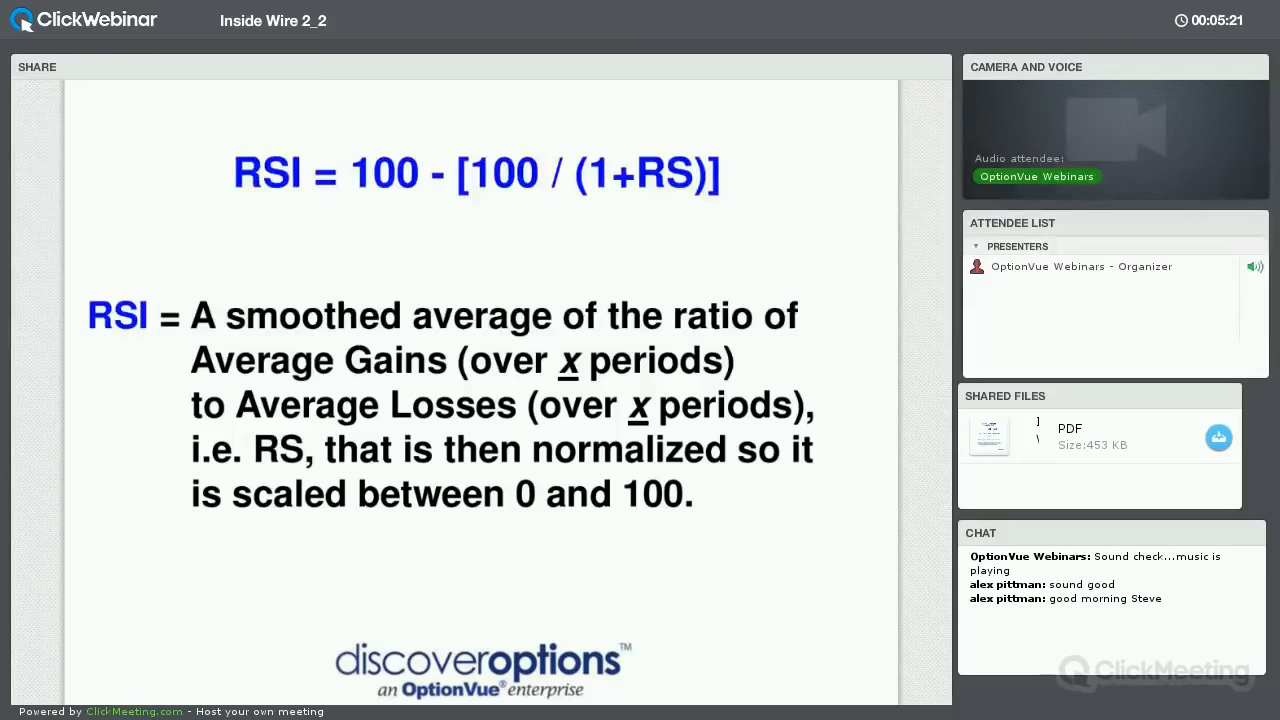 ClickWebinar
Inside Wire 2_2
00:05:21
SHARE
RSI = 100 - [100 / (1+RS)]
RSI = A smoothed average of the ratio of
Average Gains (over x periods)
to Average Losses (over x periods),
i.e. RS, that is then normalized so it
is scaled between 0 and 100.
discoveroptions™
an OptionVue® enterprise
CAMERA AND VOICE
Audio attendee:
OptionVue Webinars
ATTENDEE LIST
PRESENTERS
OptionVue Webinars - Organizer
SHARED FILES
PDF
Size:453 KB
CHAT
OptionVue Webinars: Sound check...music is
playing
alex pittman: sound good
alex pittman: good morning Steve
ClickMeeting
Powered by ClickMeeting.com - Host your own meeting